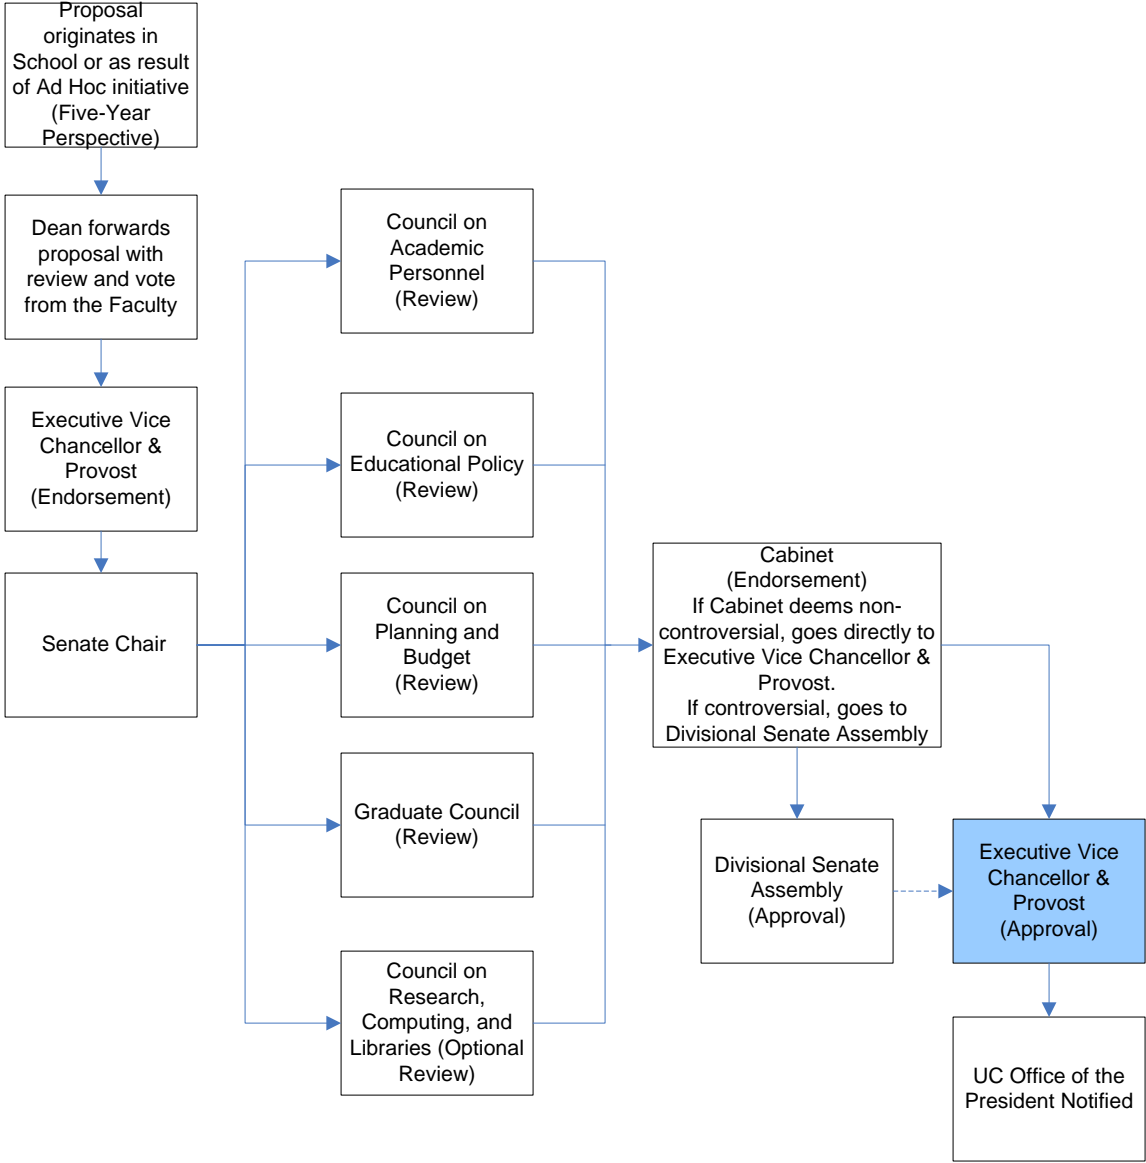 Proposal
originates in
School or as result
of Ad Hoc initiative
(Five-Year
Perspective)
Dean forwards
proposal with
review and vote
from the Faculty
Executive Vice
Chancellor &
Provost
(Endorsement)
Senate Chair
Council on
Academic
Personnel
(Review)
Council on
Educational Policy
(Review)
Council on
Planning and
Budget
(Review)
Graduate Council
(Review)
Council on
Research,
Computing, and
Libraries (Optional
Review)
Cabinet
(Endorsement)
If Cabinet deems non-
controversial, goes directly to
Executive Vice Chancellor &
Provost.
If controversial, goes to
Divisional Senate Assembly
Divisional Senate
Assembly
(Approval)
Executive Vice
Chancellor &
Provost
(Approval)
UC Office of the
President Notified